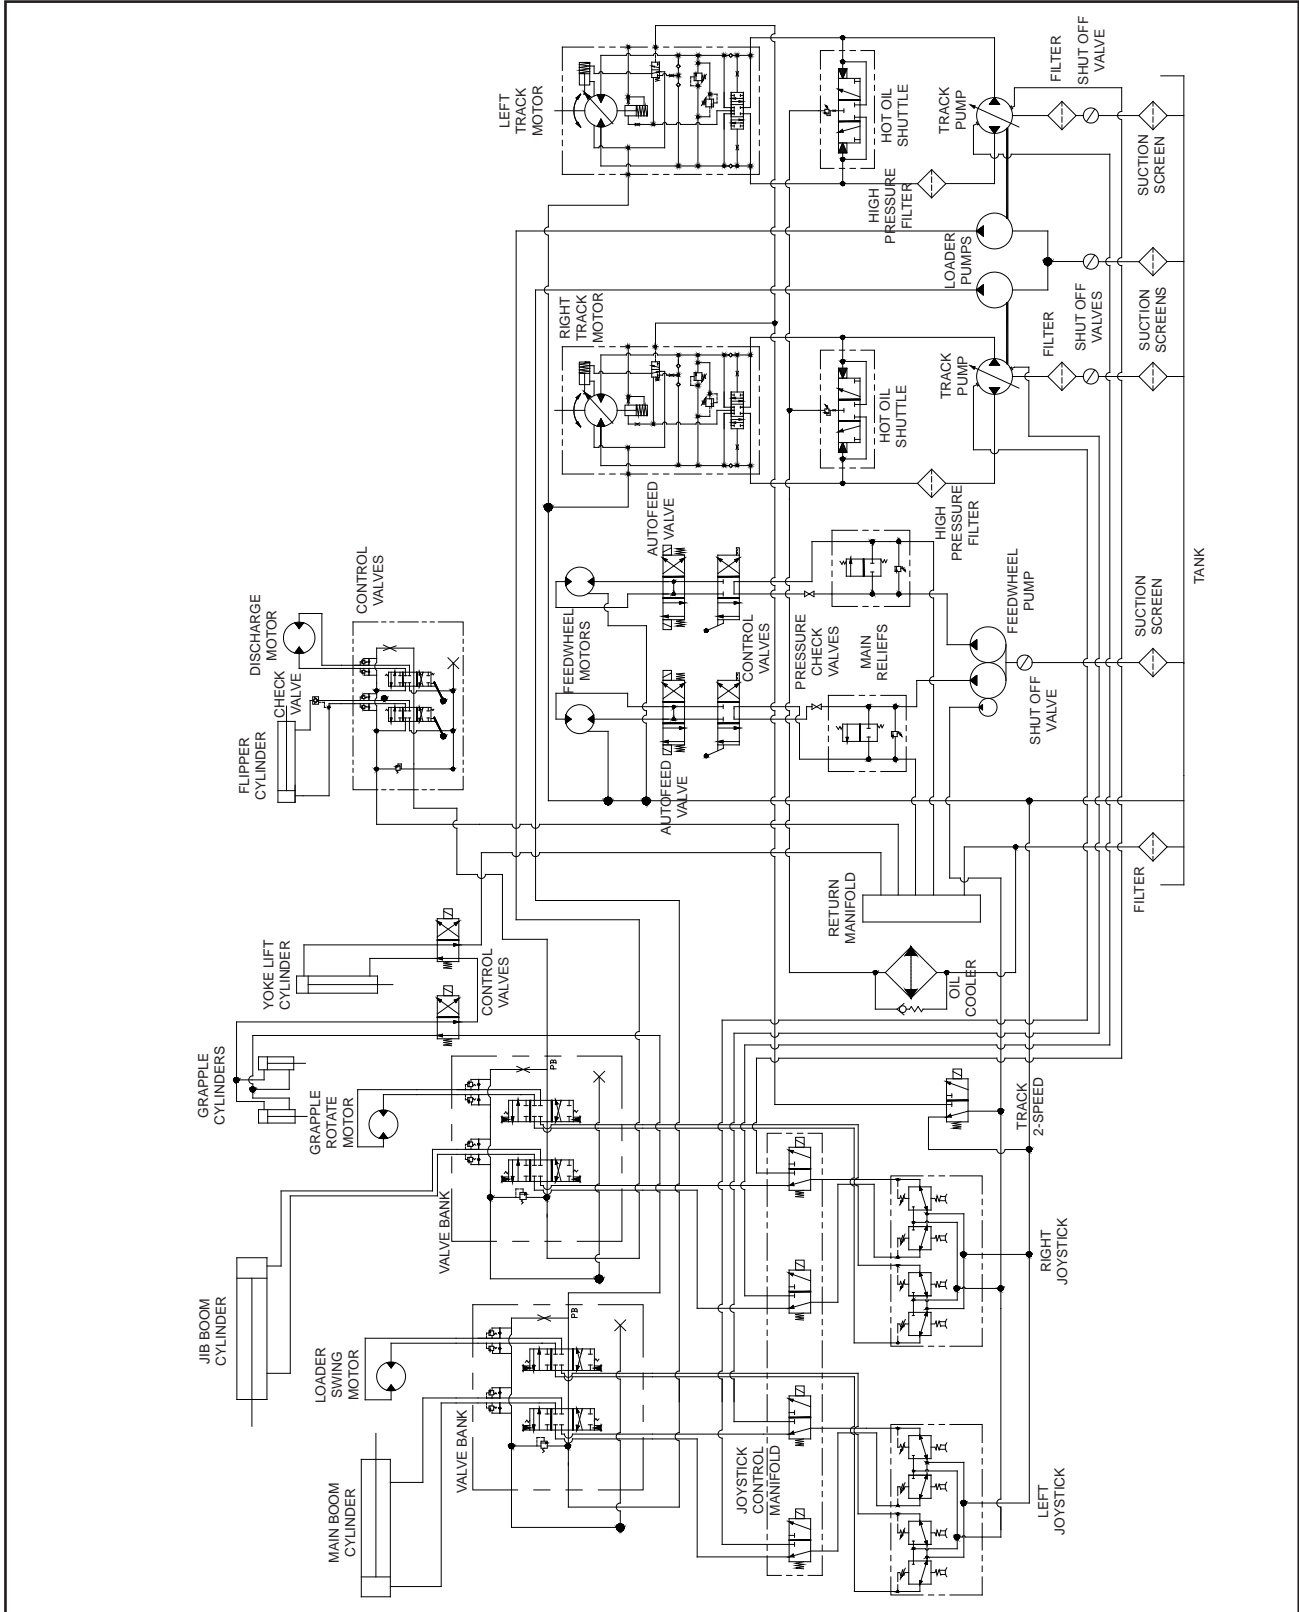 LEFT
TRACK
MOTOR
HOT OIL
SHUTTLE
TRACK
PUMP
FILTER
SHUT OFF
VALVE
SUCTION
SCREEN
HIGH
PRESSURE
FILTER
LOADER
PUMPS
RIGHT
TRACK
MOTOR
HOT OIL
SHUTTLE
TRACK
PUMP
FILTER
SHUT OFF
VALVES
SUCTION
SCREENS
HIGH
PRESSURE
FILTER
AUTOFEED
VALVE
FEEDWHEEL
MOTORS
CONTROL
VALVES
PRESSURE
CHECK
VALVES
MAIN
RELIEFS
FEEDWHEEL
PUMP
SHUT OFF
VALVE
SUCTION
SCREEN
TANK
AUTOFEED
VALVE
CONTROL
VALVES
DISCHARGE
MOTOR
CHECK
VALVE
FLIPPER
CYLINDER
RETURN
MANIFOLD
FILTER
OIL
COOLER
YOKE LIFT
CYLINDER
CONTROL
VALVES
GRAPPLE
CYLINDERS
GRAPPLE
ROTATE
MOTOR
PB
VALVE BANK
JIB BOOM
CYLINDER
LOADER
SWING
MOTOR
PB
VALVE BANK
MAIN BOOM
CYLINDER
JOYSTICK
CONTROL
MANIFOLD
TRACK
2-SPEED
RIGHT
JOYSTICK
LEFT
JOYSTICK